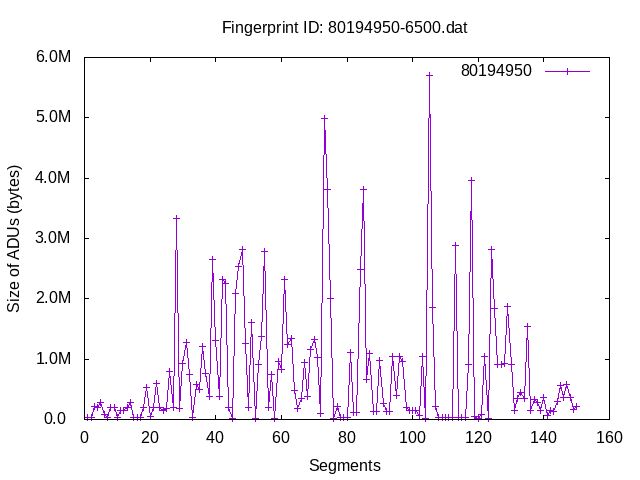 Fingerprint ID: 80194950-6500.dat
6.0M
80194950
5.0M
4.0M
3.0M
2.0M
1.0M
0.0
Size of ADUs (bytes)
0 20 40 60 80 100 120 140 160
Segments